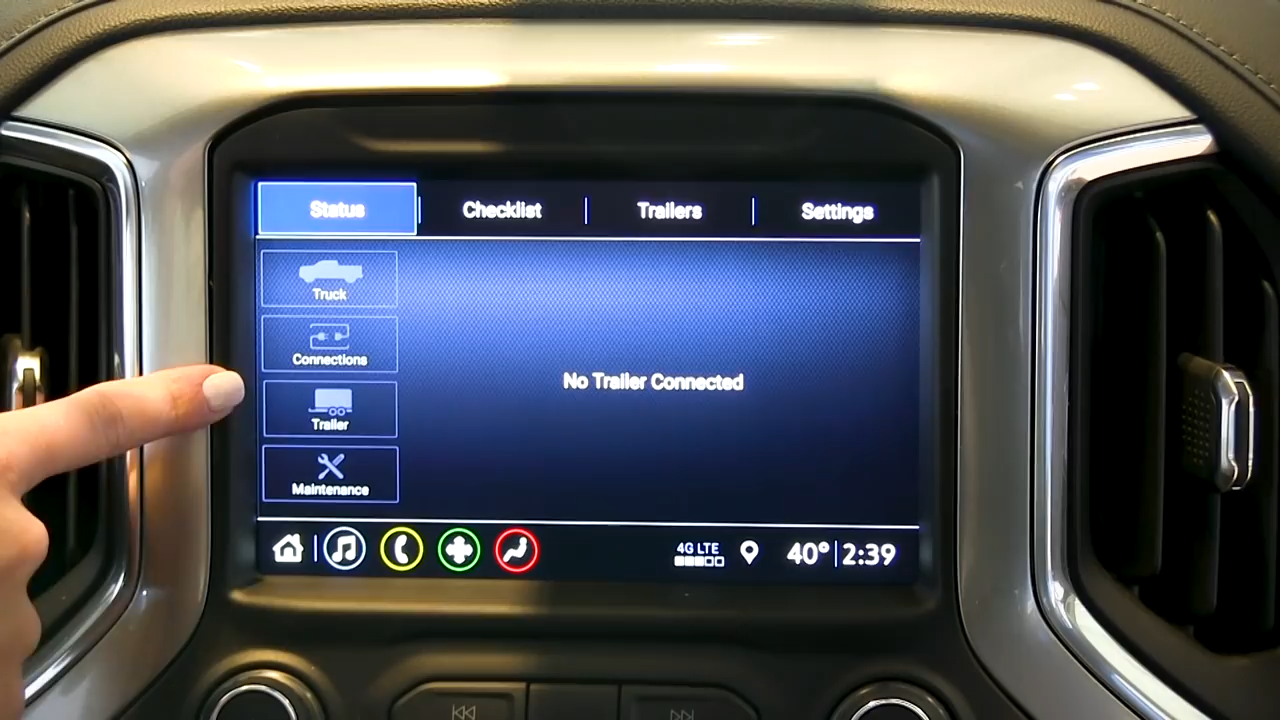 Status
Checklist
Trailers
Settings
Truck
Connections
Trailer
Maintenance
No Trailer Connected
4G LTE
40° 2:39